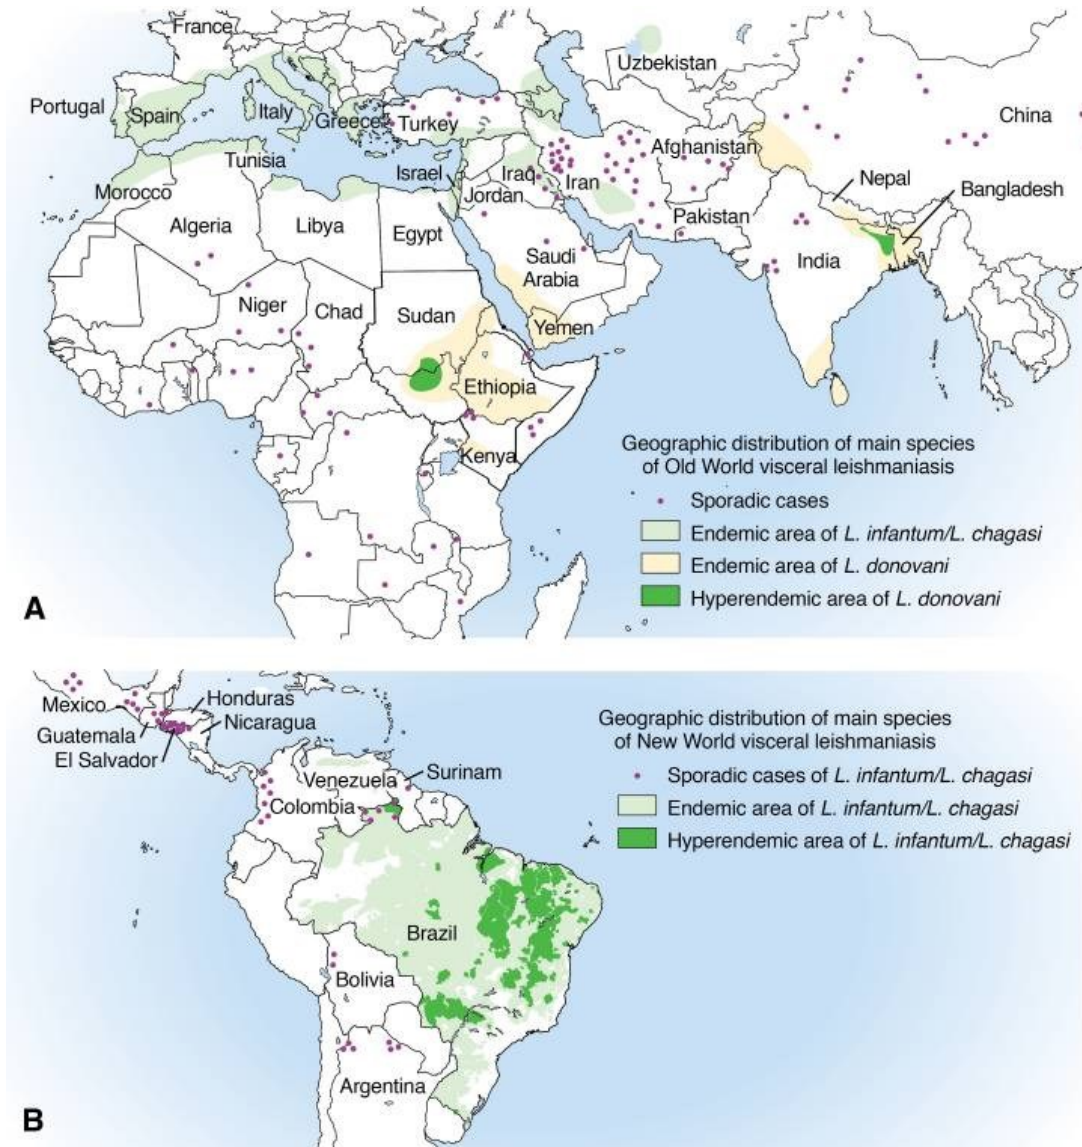 France
Uzbekistan
Portugal
Spain
Italy
Greece
Turkey
China
Tunisia
Afghanistan
Morocco
Israel
Iraq
Iran
Nepal
Jordan
Bangladesh
Algeria
Libya
Egypt
Pakistan
Saudi
Arabia
India
Niger
Chad
Sudan
Yemen
Ethiopia
Kenya
Geographic distribution of main species
of Old World visceral leishmaniasis
Sporadic cases
Endemic area of L. infantum/L. chagasi
Endemic area of L. donovani
Hyperendemic area of L. donovani
A
Mexico
Honduras
Guatemala
Nicaragua
El Salvador
Venezuela
Surinam
Colombia
Brazil
Bolivia
Argentina
Geographic distribution of main species
of New World visceral leishmaniasis
Sporadic cases of L. infantum/L. chagasi
Endemic area of L. infantum/L. chagasi
Hyperendemic area of L. infantum/L. chagasi
B